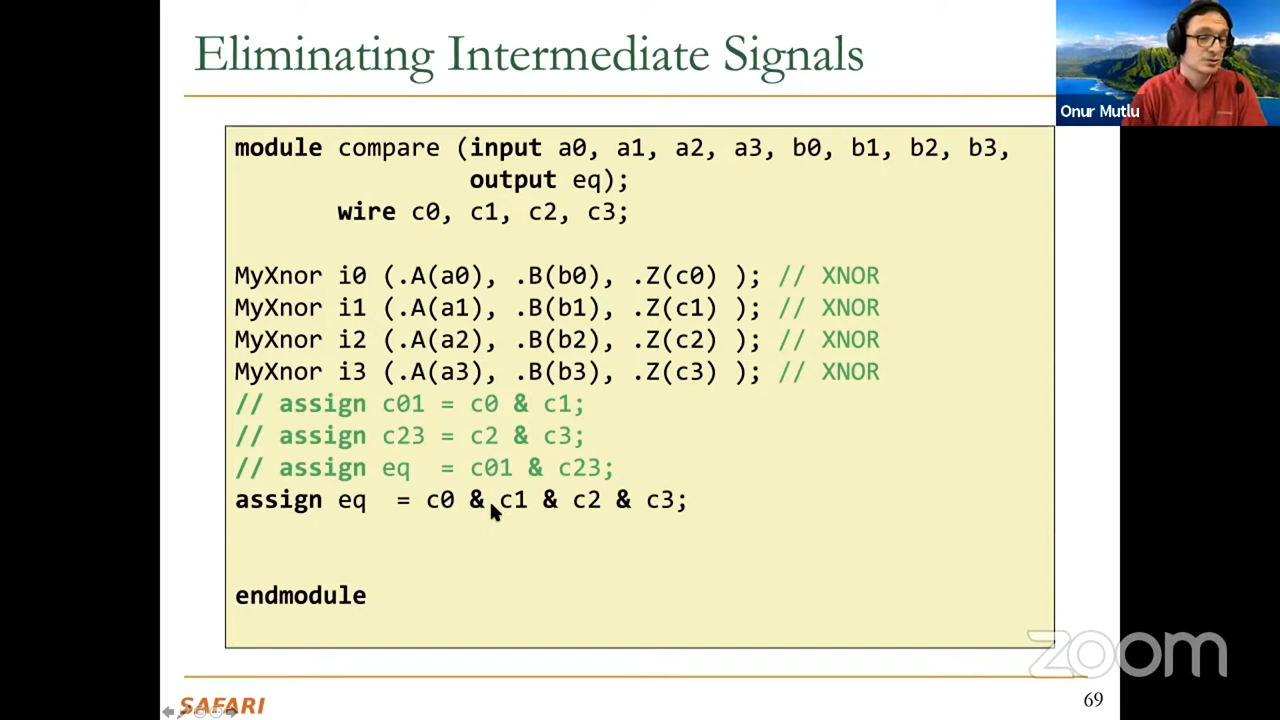 Eliminating Intermediate Signals
Onur Mutlu
module compare (input a0, a1, a2, a3, b0, b1, b2, b3,
output eq);
wire c0, c1, c2, c3;
MyXnor i0 (.A(a0), .B(b0), .Z(c0) ); // XNOR
MyXnor i1 (.A(a1), .B(b1), .Z(c1) ); // XNOR
MyXnor i2 (.A(a2), .B(b2), .Z(c2) ); // XNOR
MyXnor i3 (.A(a3), .B(b3), .Z(c3) ); // XNOR
// assign c01 = c0 & c1;
// assign c23 = c2 & c3;
// assign eq  = c01 & c23;
assign eq  = c0 & c1 & c2 & c3;
endmodule
zoom
SAFARI
69